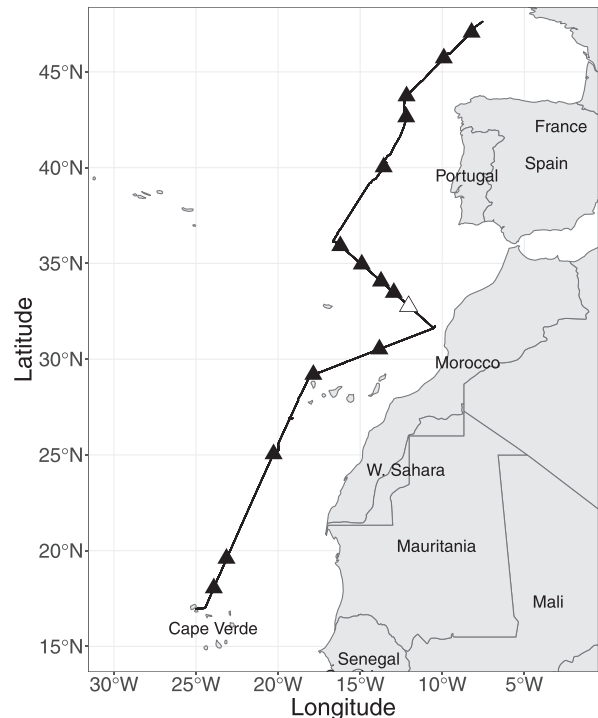 45°N
France
Spain
40°N
Portugal
35°N
Latitude
30°N
Morocco
25°N
W. Sahara
20°N
Mauritania
Mali
Cape Verde
15°N
Senegal
30°W 25°W 20°W 15°W 10°W 5°W
Longitude